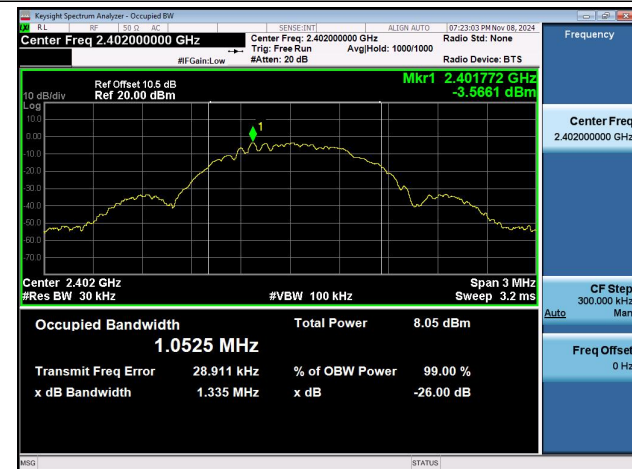 Keysight Spectrum Analyzer - Occupied BW
RL RF 50 Ω AC SENSE:INT ALIGN AUTO 07:23:03 PM Nov 08, 2024
Center Freq 2.402000000 GHz Center Freq: 2.402000000 GHz Radio Std: None Frequency
Trig: Free Run Avg|Hold: 1000/1000
#IFGain:Low #Atten: 20 dB Radio Device: BTS
Ref Offset 10.5 dB Mkr1 2.401772 GHz
10 dB/div Ref 20.00 dBm -3.5661 dBm
Log
10.0
1
0.00
Center Freq
2.402000000 GHz
-10.0
-20.0
-30.0
-40.0
-50.0
-60.0
-70.0
Center 2.402 GHz Span 3 MHz
#Res BW 30 kHz #VBW 100 kHz Sweep 3.2 ms
CF Step
300.000 kHz
Auto Man
Occupied Bandwidth Total Power 8.05 dBm
1.0525 MHz
Freq Offset
0 Hz
Transmit Freq Error 28.911 kHz % of OBW Power 99.00 %
x dB Bandwidth 1.335 MHz x dB -26.00 dB
MSG STATUS